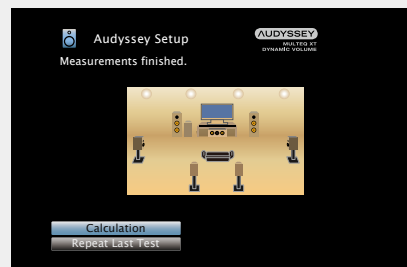 Audyssey Setup
AUDYSSEY
MULTEQ XT
DYNAMIC VOLUME
Measurements finished.
Calculation
Repeat Last Test